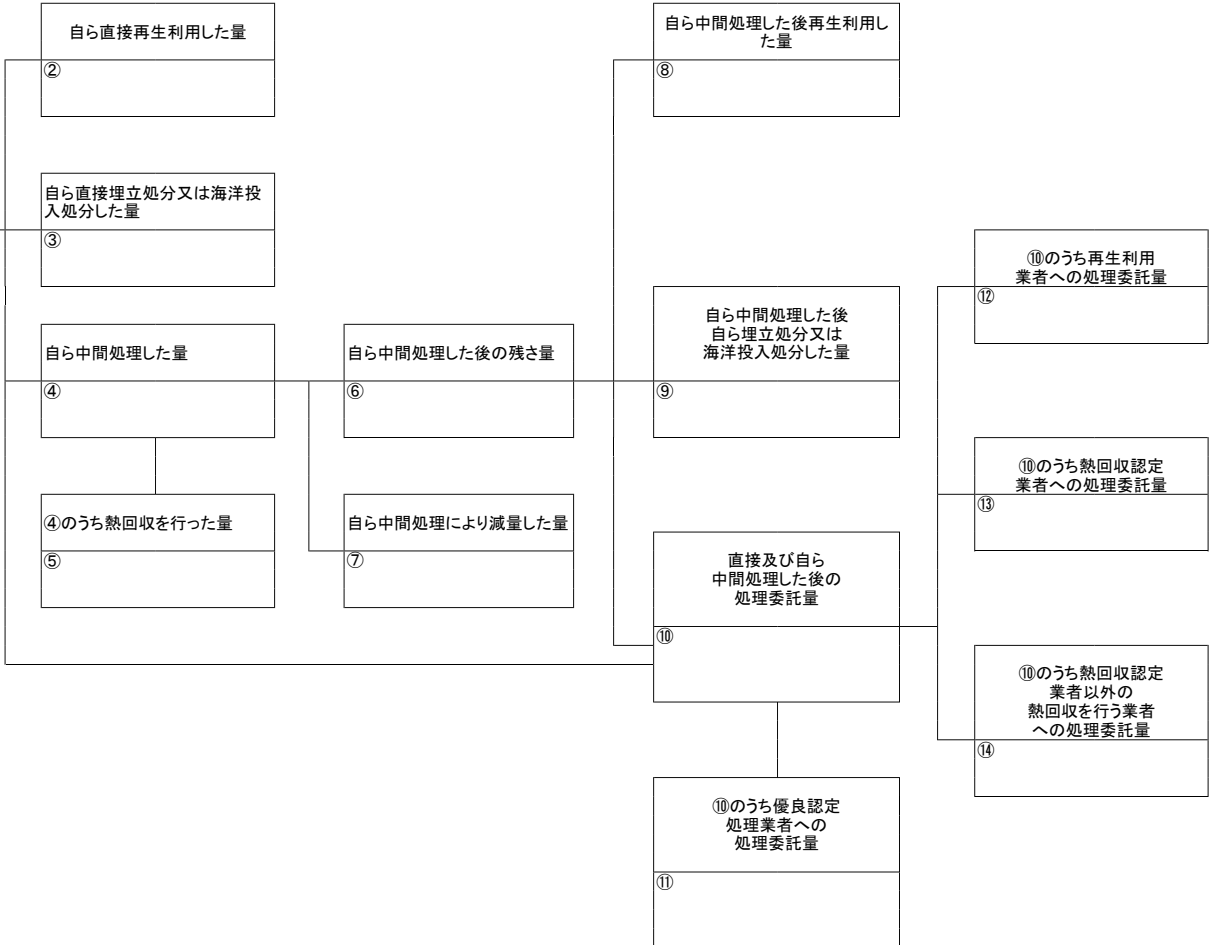 自ら直接再生利用した量
②
自ら中間処理した後再生利用し
た量
⑧
自ら直接埋立処分又は海洋投
入処分した量
③
⑩のうち再生利用
業者への処理委託量
⑫
自ら中間処理した量
④
自ら中間処理した後の残さ量
⑥
自ら中間処理した後
自ら埋立処分又は
海洋投入処分した量
⑨
⑩のうち熱回収認定
業者への処理委託量
⑬
④のうち熱回収を行った量
⑤
自ら中間処理により減量した量
⑦
直接及び自ら
中間処理した後の
処理委託量
⑩
⑩のうち熱回収認定
業者以外の
熱回収を行う業者
への処理委託量
⑭
⑩のうち優良認定
処理業者への
処理委託量
⑪